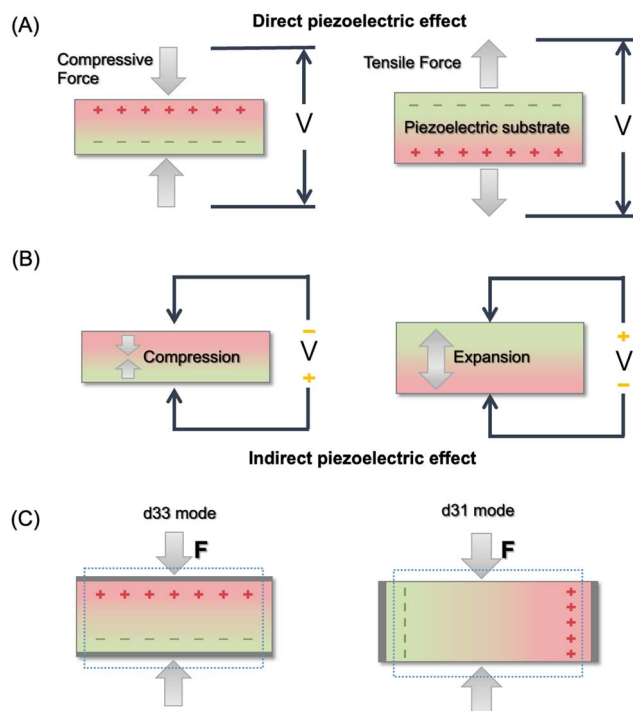 (A)
Direct piezoelectric effect
Compressive
Force
+ + + + + + +
− − − − − − −
V
Tensile Force
− − − − − − −
Piezoelectric substrate
+ + + + + + +
V
(B)
Compression
−
V
+
Expansion
+
V
−
Indirect piezoelectric effect
(C)
d33 mode
F
+ + + + + + +
− − − − − − −
d31 mode
F
− − − − − −
+ + + + +